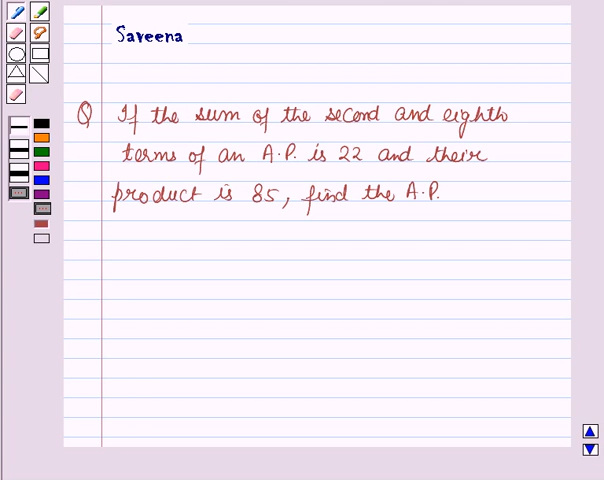 Saveena
Q If the sum of the second and eighth
terms of an A.P. is 22 and their
product is 85, find the A.P.